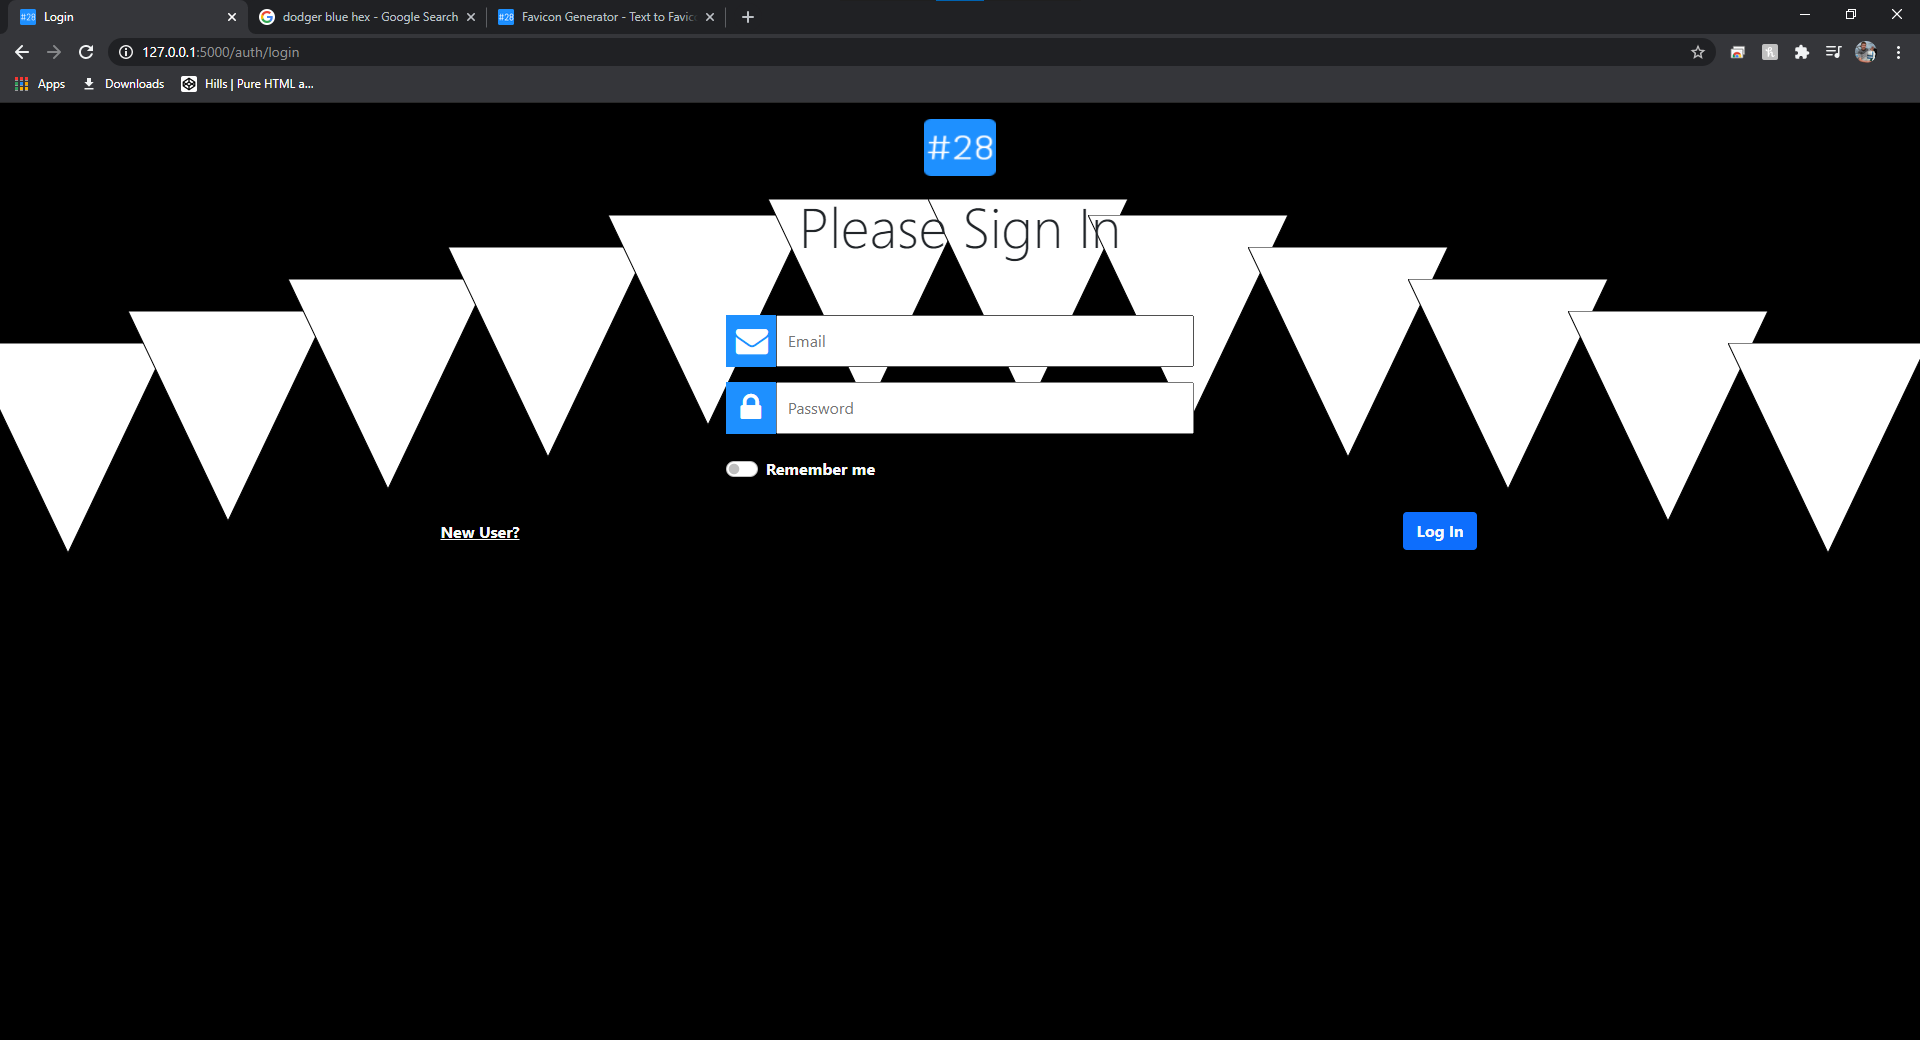 #28 Login
dodger blue hex - Google Search
#28 Favicon Generator - Text to Favic
127.0.0.1:5000/auth/login
Apps
Downloads
Hills | Pure HTML a...
#28
Please Sign In
Email
Password
Remember me
New User?
Log In